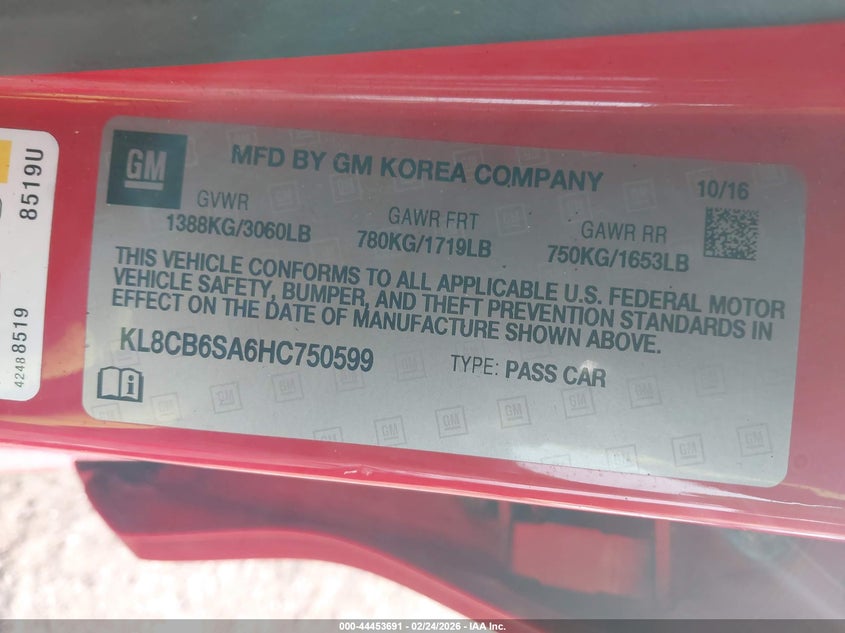 GM
MFD BY GM KOREA COMPANY
10/16
GVWR
1388KG/3060LB
GAWR FRT
780KG/1719LB
GAWR RR
750KG/1653LB
THIS VEHICLE CONFORMS TO ALL APPLICABLE U.S. FEDERAL MOTOR
VEHICLE SAFETY, BUMPER, AND THEFT PREVENTION STANDARDS IN
EFFECT ON THE DATE OF MANUFACTURE SHOWN ABOVE.
KL8CB6SA6HC750599
TYPE: PASS CAR
8519U
42488519
000-44453691 - 02/24/2026 - IAA Inc.